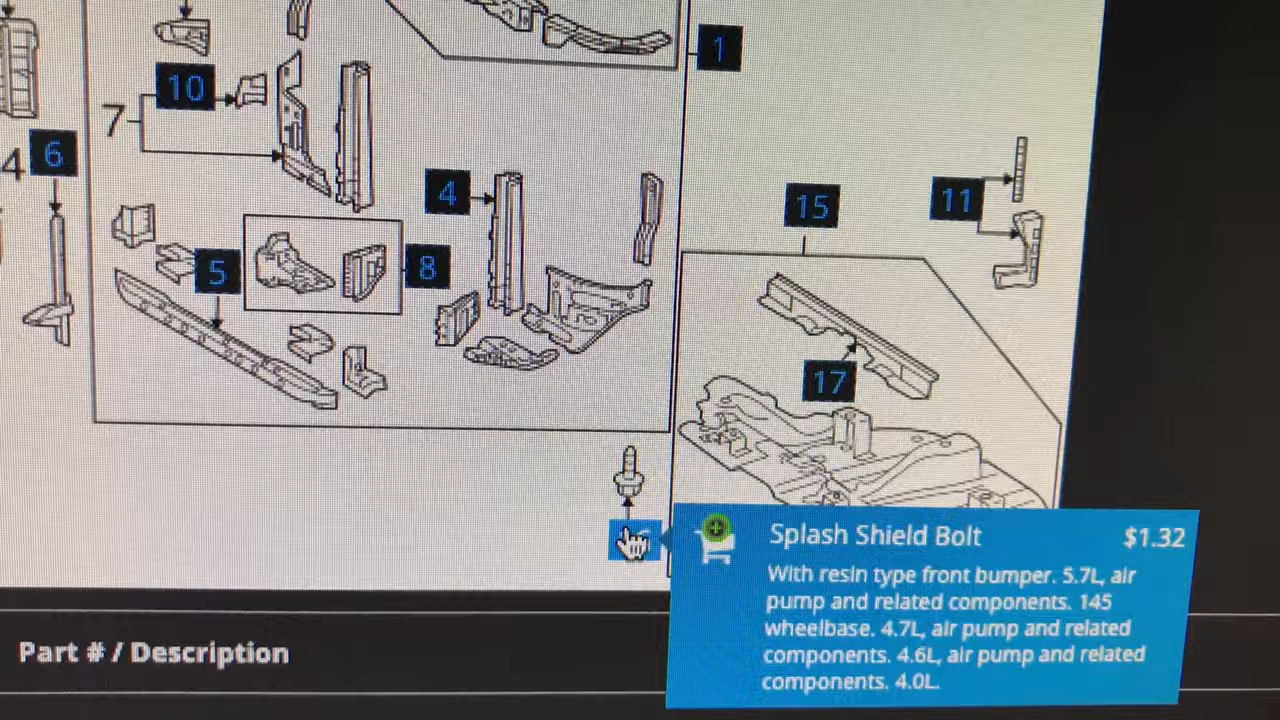 1
10
7
4
6
4
11
15
5
8
17
Splash Shield Bolt
$1.32
With resin type front bumper. 5.7L, air
pump and related components. 145
wheelbase. 4.7L, air pump and related
components. 4.6L, air pump and related
components. 4.0L.
Part # / Description